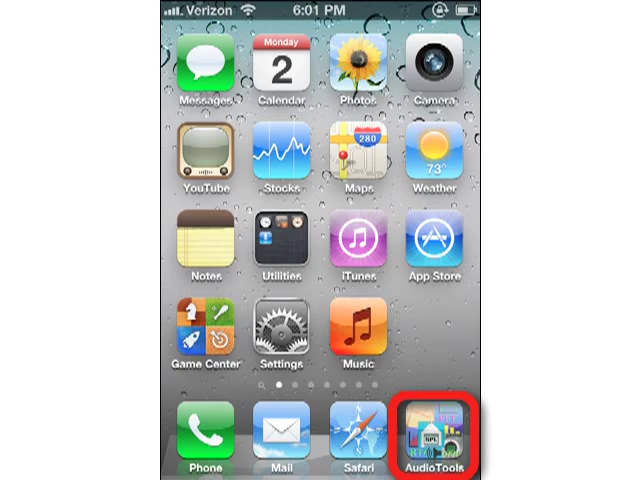 Verizon 6:01 PM
Monday
2
Messages Calendar Photos Camera
280
73°
YouTube Stocks Maps Weather
Notes Utilities iTunes App Store
Game Center Settings Music
SPL
Phone Mail Safari AudioTools